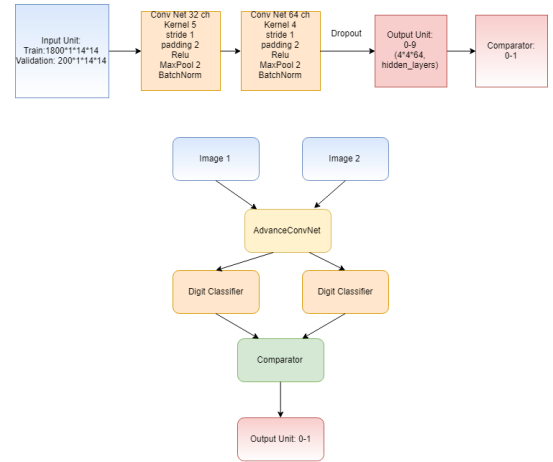 Input Unit:
Train:1800*1*14*14
Validation: 200*1*14*14
Conv Net 32 ch
Kernel 5
stride 1
padding 2
Relu
MaxPool 2
BatchNorm
Conv Net 64 ch
Kernel 4
stride 1
padding 2
Relu
MaxPool 2
BatchNorm
Dropout
Output Unit:
0-9
(4*4*64,
hidden_layers)
Comparator:
0-1
Image 1
Image 2
AdvanceConvNet
Digit Classifier
Digit Classifier
Comparator
Output Unit: 0-1